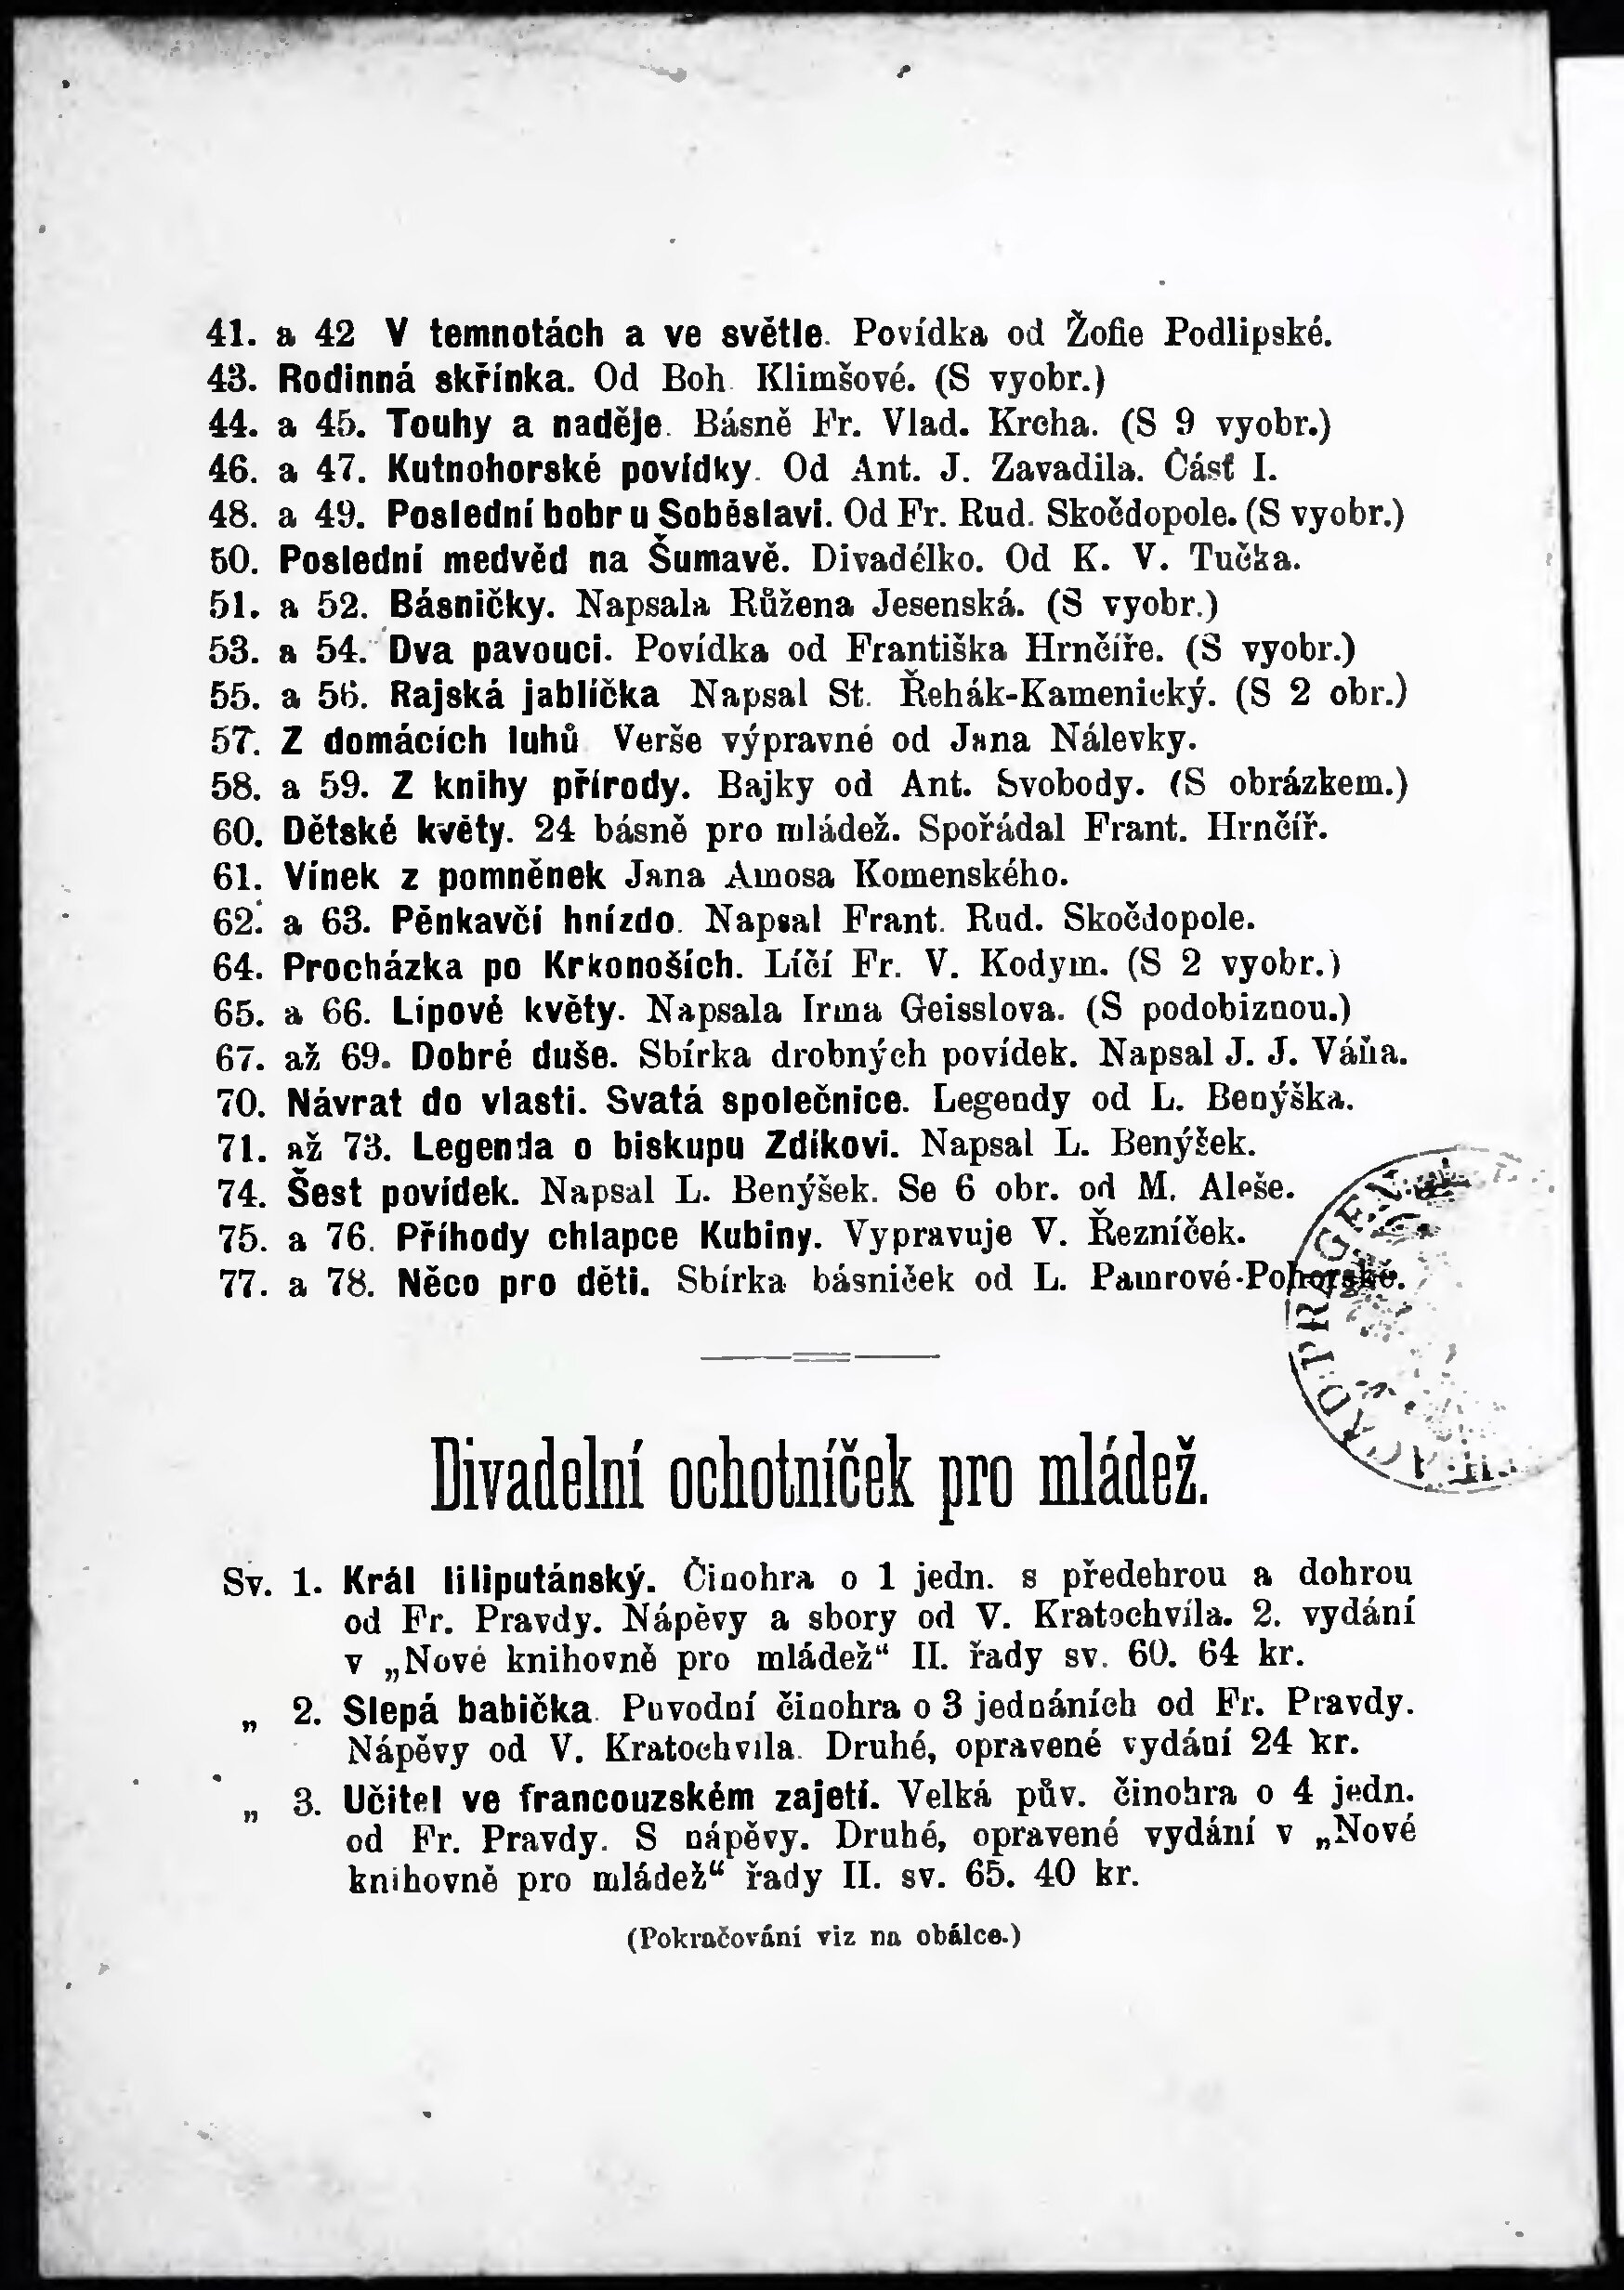 41. a 42 V temnotách a ve světle. Povídka od Žofie Podlipské.
43. Rodinná skřínka. Od Boh. Klimšové. (S vyobr.)
44. a 45. Touhy a naděje. Básně Fr. Vlad. Krcha. (S 9 vyobr.)
46. a 47. Kutnohorské povídky. Od Ant. J. Zavadila. Část I.
48. a 49. Poslední bobr u Soběslavi. Od Fr. Rud. Skočdopole. (S vyobr.)
50. Poslední medvěd na Šumavě. Divadélko. Od K. V. Tučka.
51. a 52. Básničky. Napsala Růžena Jesenská. (S vyobr.)
53. a 54. Dva pavouci. Povídka od Františka Hrnčíře. (S vyobr.)
55. a 56. Rajská jablíčka Napsal St. Řehák-Kamenický. (S 2 obr.)
57. Z domácích luhů Verše výpravné od Jana Nálevky.
58. a 59. Z knihy přírody. Bajky od Ant. Svobody. (S obrázkem.)
60. Dětské květy. 24 básně pro mládež. Spořádal Frant. Hrnčíř.
61. Vínek z pomněnek Jana Amosa Komenského.
62. a 63. Pěnkavčí hnízdo. Napsal Frant. Rud. Skočdopole.
64. Procházka po Krkonoších. Líčí Fr. V. Kodym. (S 2 vyobr.)
65. a 66. Lípové květy. Napsala Irma Geisslova. (S podobiznou.)
67. až 69. Dobré duše. Sbírka drobných povídek. Napsal J. J. Váňa.
70. Návrat do vlasti. Svatá společnice. Legendy od L. Benýška.
71. až 73. Legenda o biskupu Zdíkovi. Napsal L. Benýšek.
74. Šest povídek. Napsal L. Benýšek. Se 6 obr. od M. Aleše.
75. a 76. Příhody chlapce Kubiny. Vypravuje V. Řezníček.
77. a 78. Něco pro děti. Sbírka básniček od L. Pamrové-Pohorské.
Divadelní ochotníček pro mládež.
Sv. 1. Král liliputánský. Činohra o 1 jedn. s předehrou a dohrou
od Fr. Pravdy. Nápěvy a sbory od V. Kratochvíla. 2. vydání
v „Nové knihovně pro mládež“ II. řady sv. 60. 64 kr.
„ 2. Slepá babička. Puvodní činohra o 3 jednáních od Fr. Pravdy.
Nápěvy od V. Kratochvíla. Druhé, opravené vydání 24 kr.
„ 3. Učitel ve francouzském zajetí. Velká pův. činohra o 4 jedn.
od Fr. Pravdy. S nápěvy. Druhé, opravené vydání v „Nové
knihovně pro mládež“ řady II. sv. 65. 40 kr.
(Pokračování viz na obálce.)